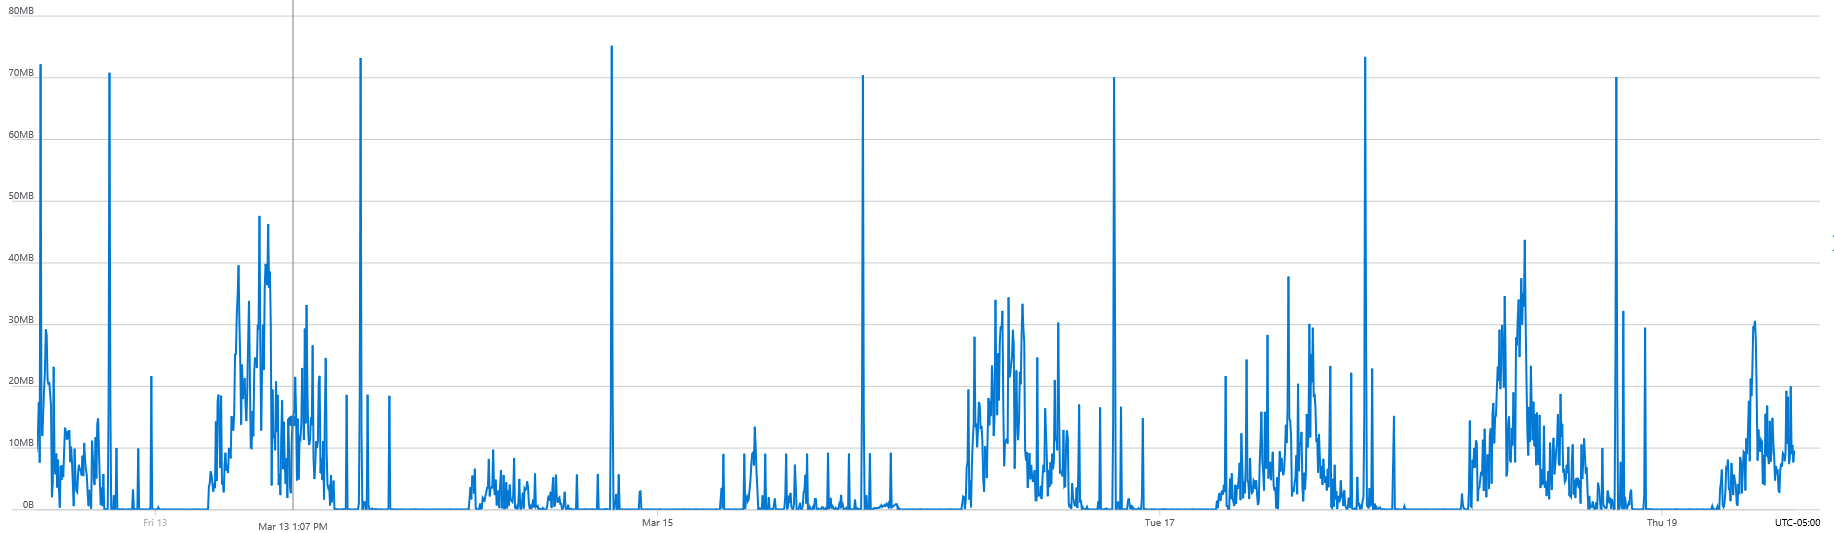 80MB
70MB
60MB
50MB
40MB
30MB
20MB
10MB
0B
Fri 13
Mar 13 1:07 PM
Mar 15
Tue 17
Thu 19
UTC-05:00